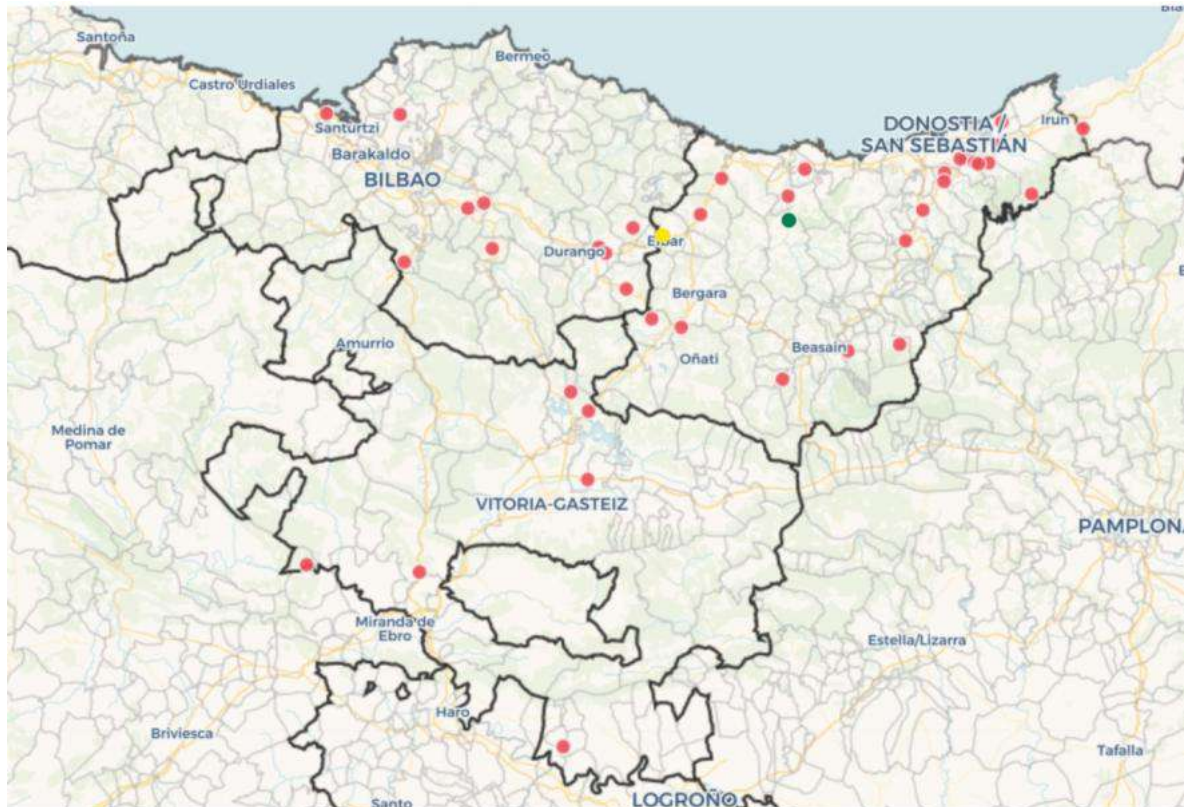 Santoña
Bermeo
Castro Urdiales
Santurtzi
DONOSTIA /
SAN SEBASTIÁN
Irun
Barakaldo
BILBAO
Durango
Eibar
Bergara
Amurrio
Beasain
Oñati
Medina de
Pomar
VITORIA-GASTEIZ
PAMPLONA
Miranda de
Ebro
Estella/Lizarra
Haro
Briviesca
Tafalla
LOGROÑO
Santo